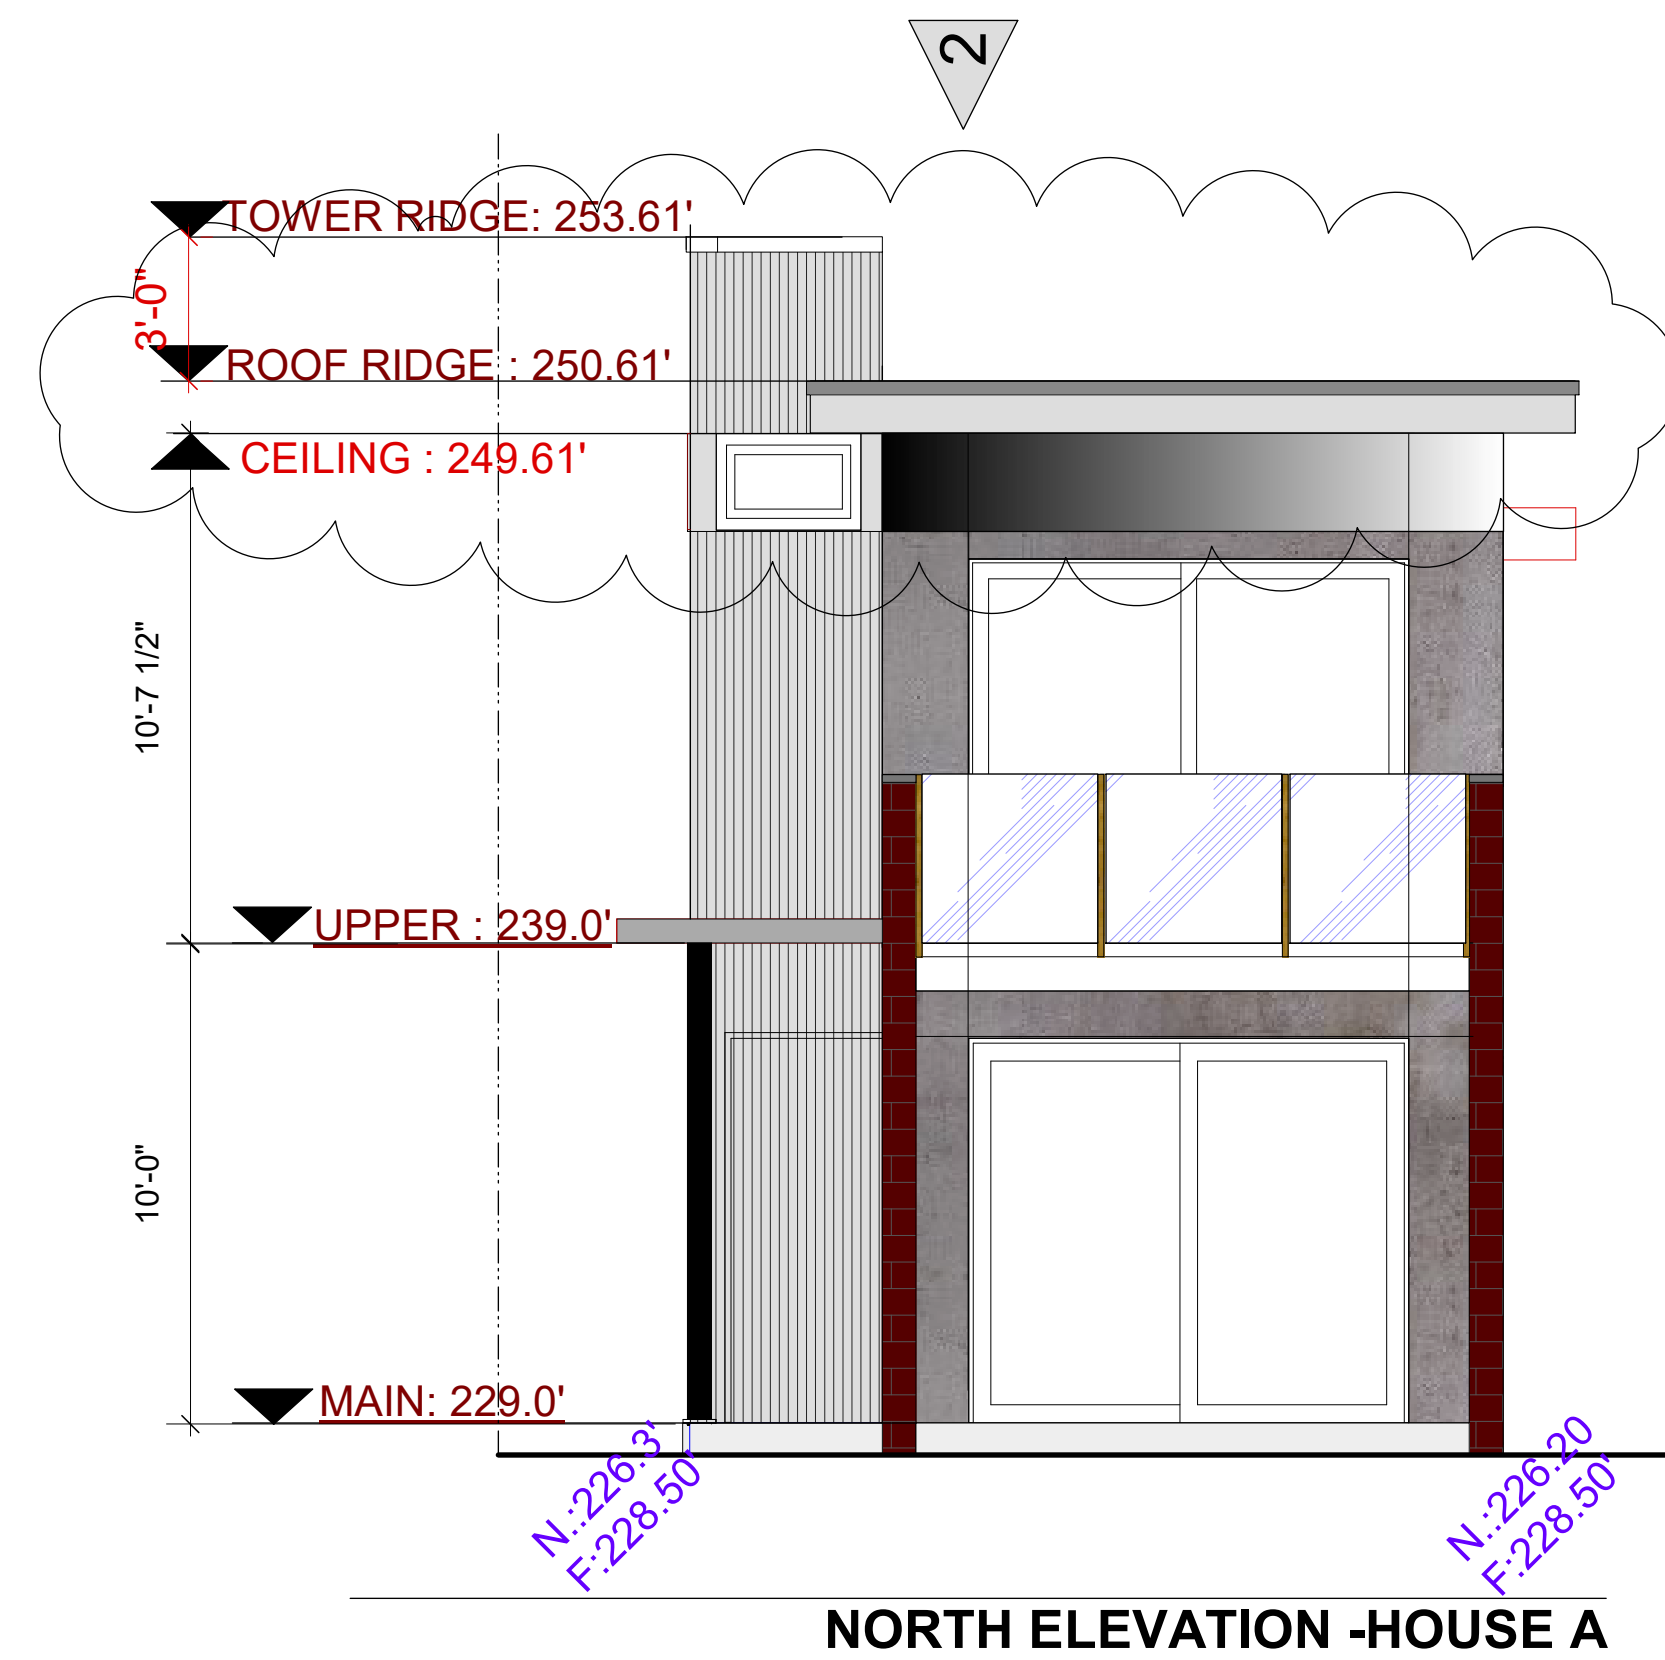 2
TOWER RIDGE: 253.61'
3'-0"
ROOF RIDGE : 250.61'
CEILING : 249.61'
10'-7 1/2"
UPPER : 239.0'
10'-0"
MAIN: 229.0'
N.:226.3'
F:228.50'
N.:226.20
F:228.50'
NORTH ELEVATION -HOUSE A